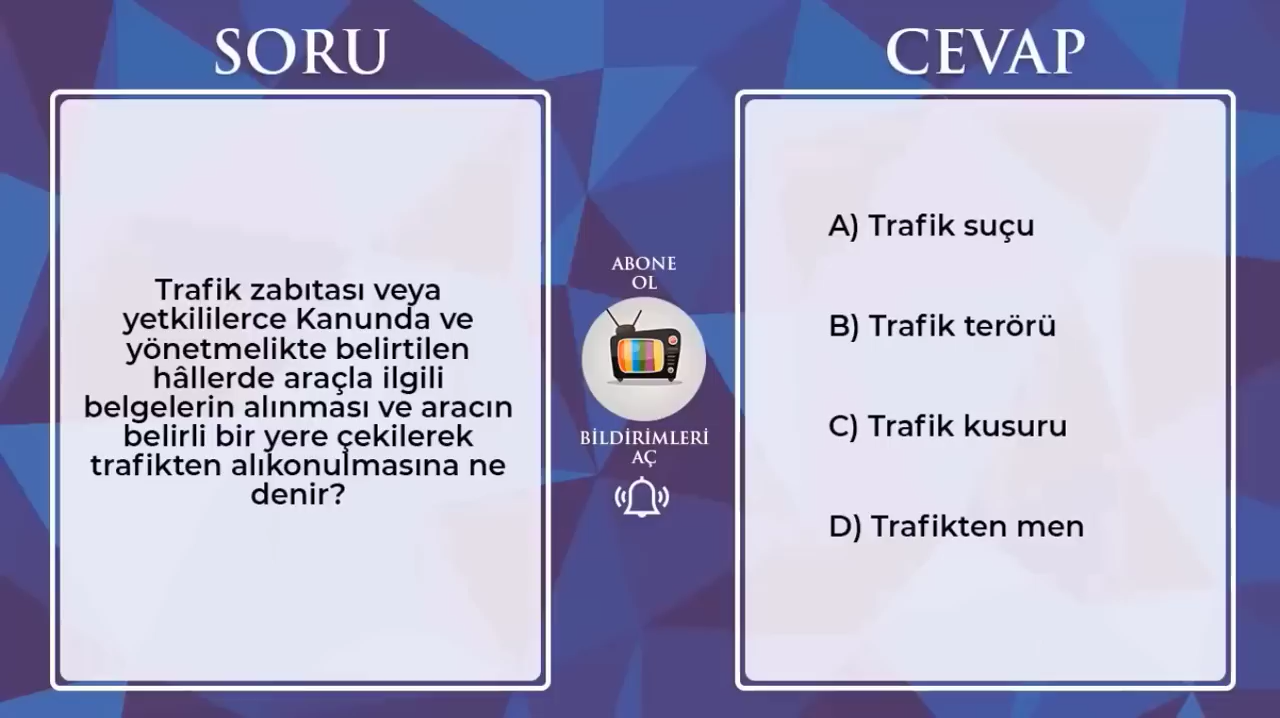 SORU
Trafik zabıtası veya
yetkililerce Kanunda ve
yönetmelikte belirtilen
hâllerde araçla ilgili
belgelerin alınması ve aracın
belirli bir yere çekilerek
trafikten alıkonulmasına ne
denir?
ABONE
OL
BİLDİRİMLERİ
AÇ
CEVAP
A) Trafik suçu
B) Trafik terörü
C) Trafik kusuru
D) Trafikten men